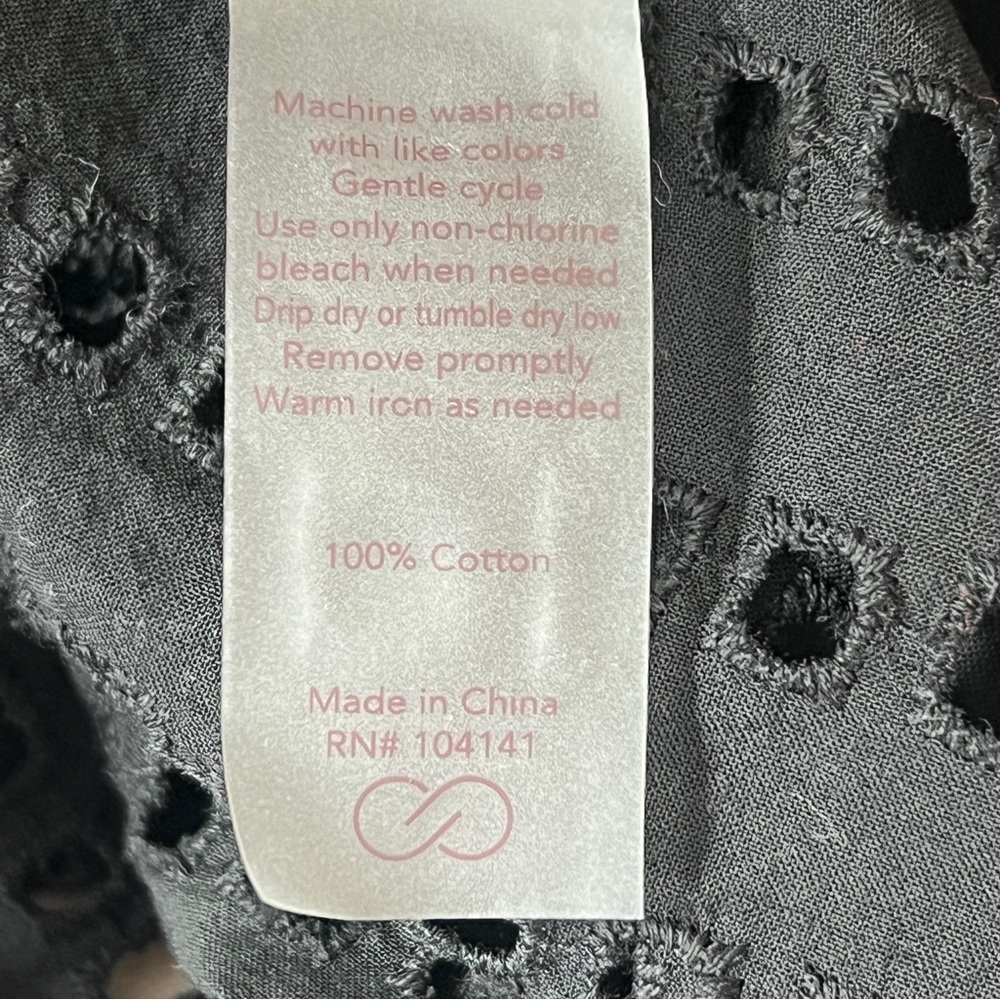 Machine wash cold
with like colors
Gentle cycle
Use only non-chlorine
bleach when needed
Drip dry or tumble dry low
Remove promptly
Warm iron as needed
100% Cotton
Made in China
RN# 104141